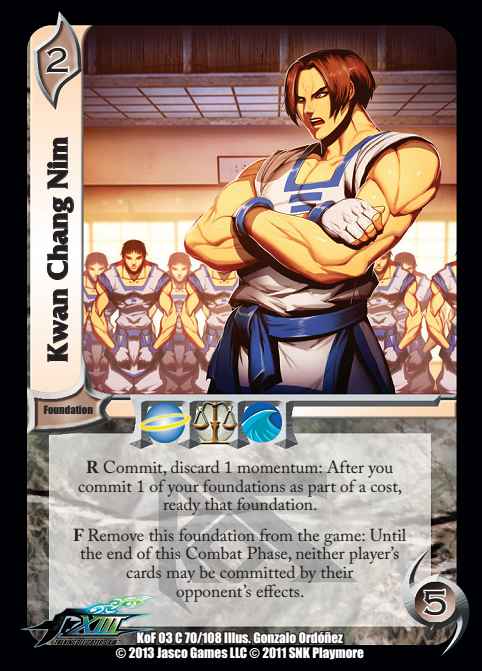 2
Kwan Chang Nim
Foundation
R Commit, discard 1 momentum: After you
commit 1 of your foundations as part of a cost,
ready that foundation.
F Remove this foundation from the game: Until
the end of this Combat Phase, neither player's
cards may be committed by their
opponent's effects.
5
XIII
KoF 03 C 70/108 Illus. Gonzalo Ordóñez
© 2013 Jasco Games LLC © 2011 SNK Playmore